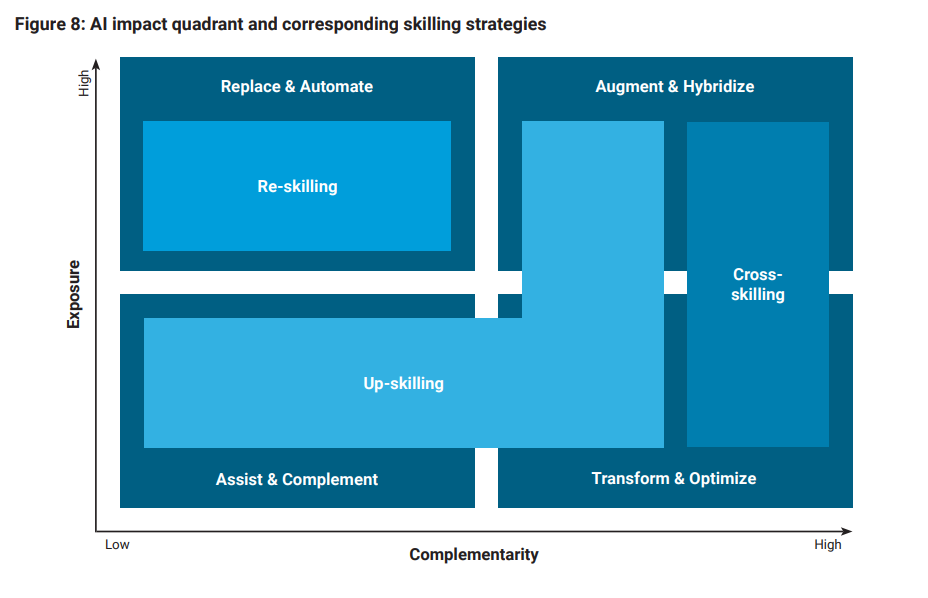 Figure 8: AI impact quadrant and corresponding skilling strategies
High
Replace & Automate
Augment & Hybridize
Re-skilling
Exposure
Cross-
skilling
Up-skilling
Assist & Complement
Transform & Optimize
Low
High
Complementarity